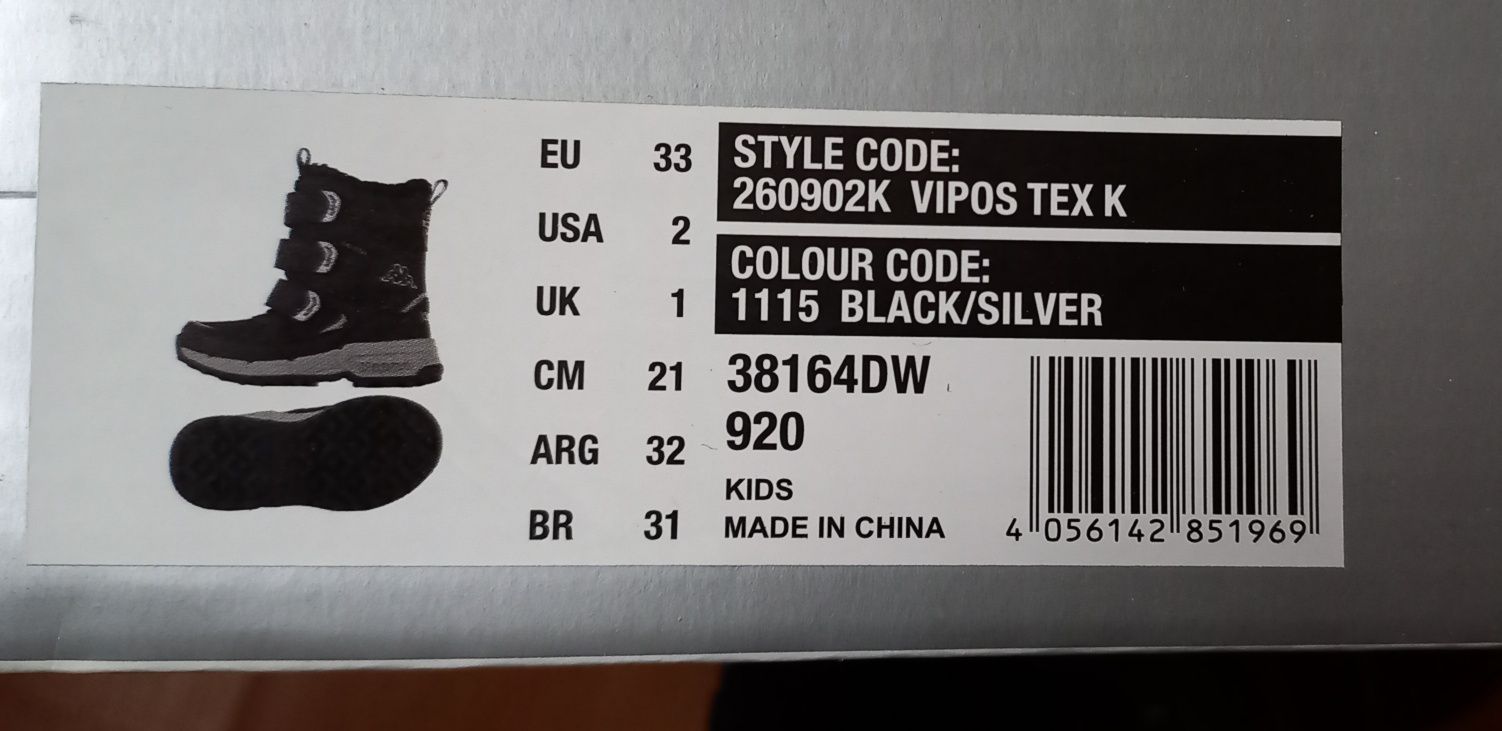 EU 33
USA 2
UK 1
CM 21
ARG 32
BR 31
STYLE CODE:
260902K VIPOS TEX K
COLOUR CODE:
1115 BLACK/SILVER
38164DW
920
KIDS
MADE IN CHINA
4 056142 851969